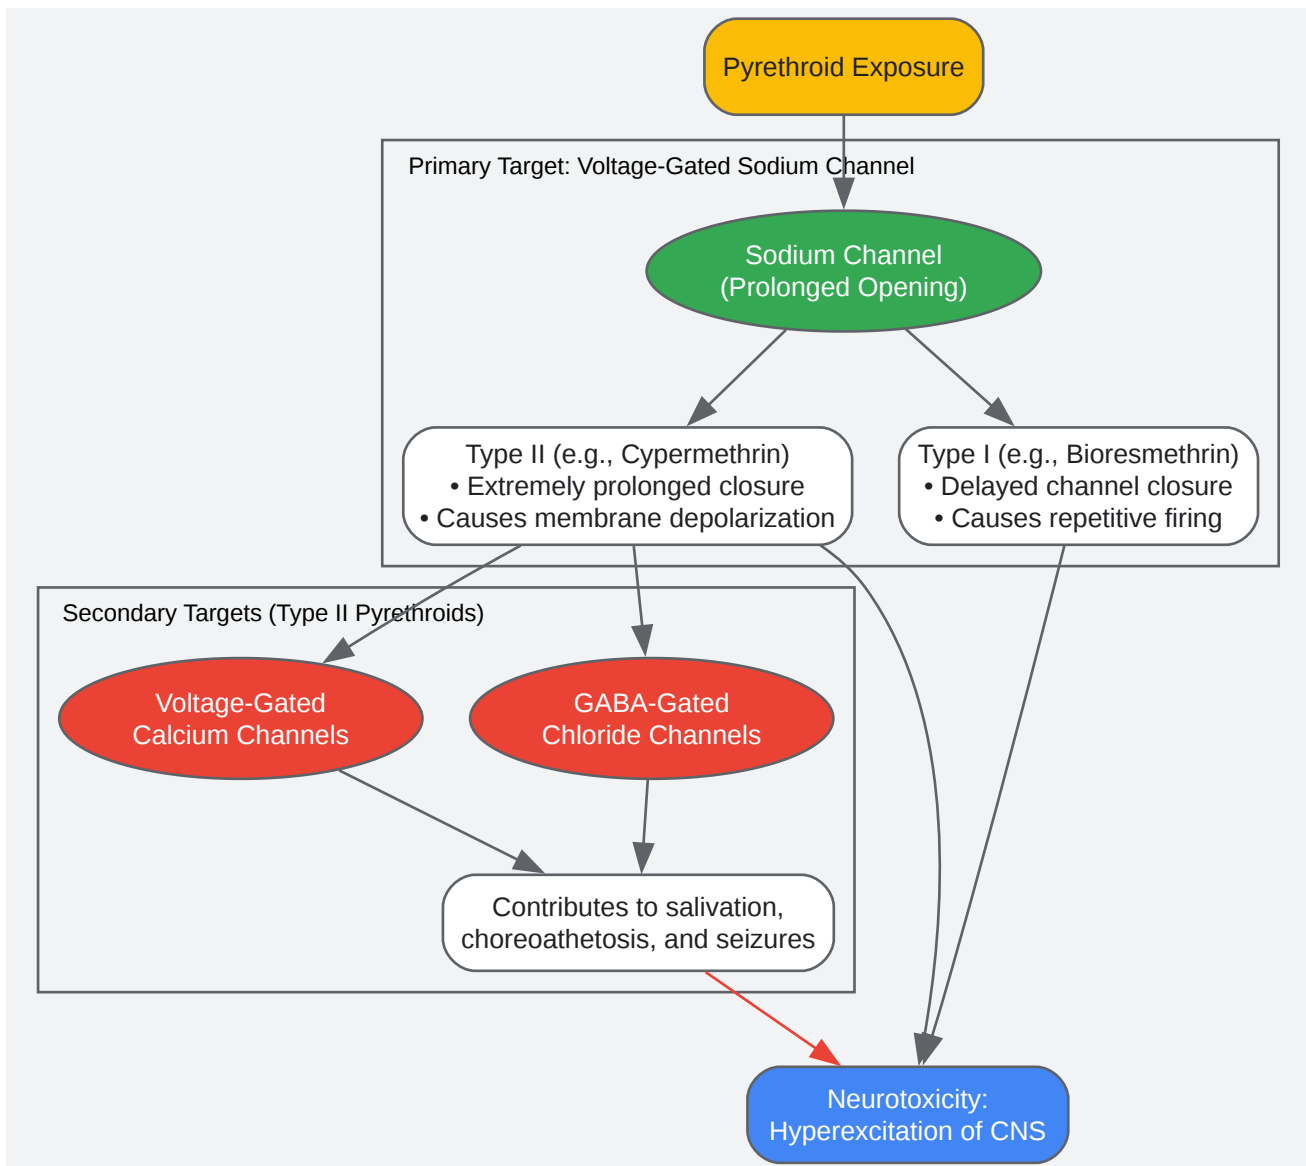 Pyrethroid Exposure
Primary Target: Voltage-Gated Sodium Channel
Sodium Channel
(Prolonged Opening)
Type II (e.g., Cypermethrin)
• Extremely prolonged closure
• Causes membrane depolarization
Type I (e.g., Bioresmethrin)
• Delayed channel closure
• Causes repetitive firing
Secondary Targets (Type II Pyrethroids)
Voltage-Gated
Calcium Channels
GABA-Gated
Chloride Channels
Contributes to salivation,
choreoathetosis, and seizures
Neurotoxicity:
Hyperexcitation of CNS